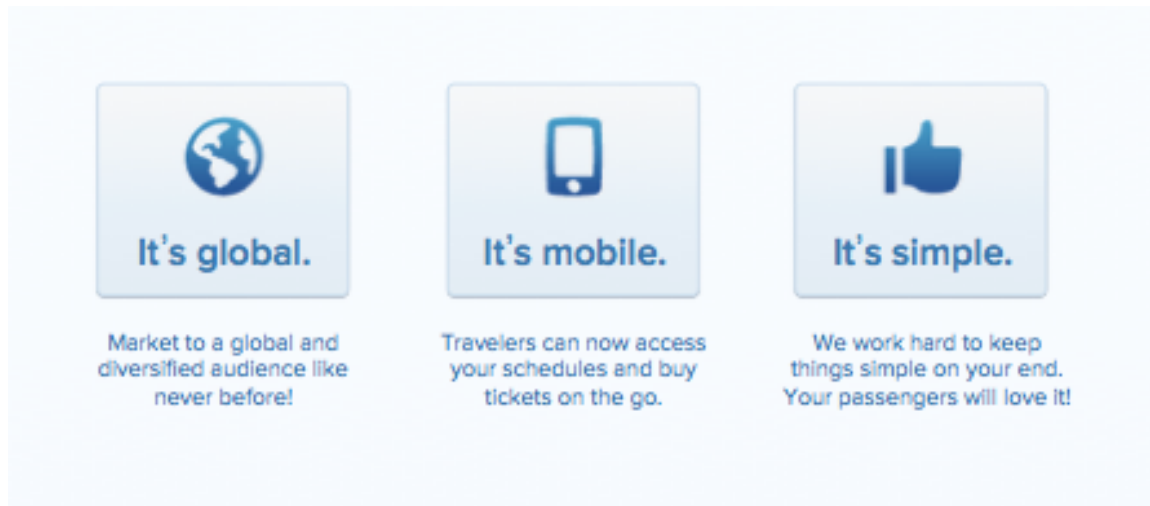 It's global.
Market to a global and
diversified audience like
never before!
It's mobile.
Travelers can now access
your schedules and buy
tickets on the go.
It's simple.
We work hard to keep
things simple on your end.
Your passengers will love it!